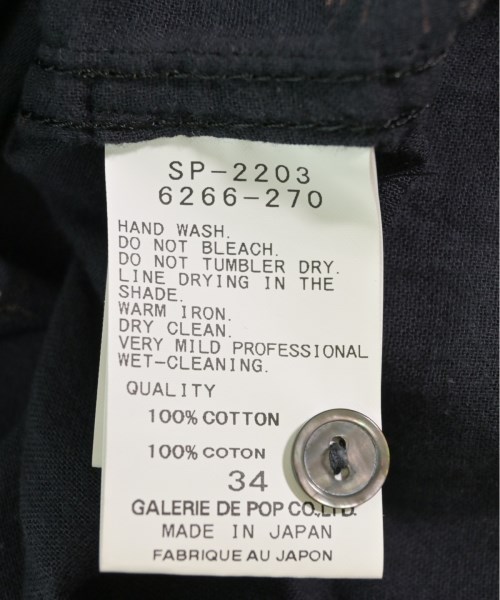 SP-2203
6266-270
HAND WASH.
DO NOT BLEACH.
DO NOT TUMBLER DRY.
LINE DRYING IN THE
SHADE.
WARM IRON.
DRY CLEAN.
VERY MILD PROFESSIONAL
WET-CLEANING.
QUALITY
100% COTTON
100% COTON
34
GALERIE DE POP CO.,LTD.
MADE IN JAPAN
FABRIQUE AU JAPON